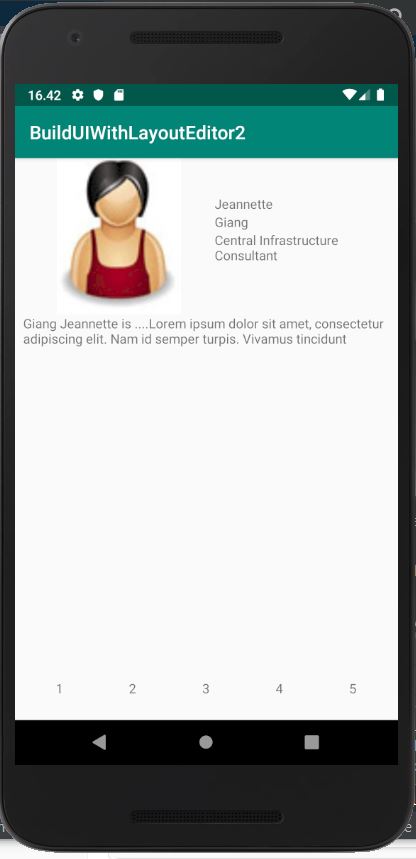 16.42
BuildUIWithLayoutEditor2
Jeannette
Giang
Central Infrastructure
Consultant
Giang Jeannette is ....Lorem ipsum dolor sit amet, consectetur
adipiscing elit. Nam id semper turpis. Vivamus tincidunt
1 2 3 4 5